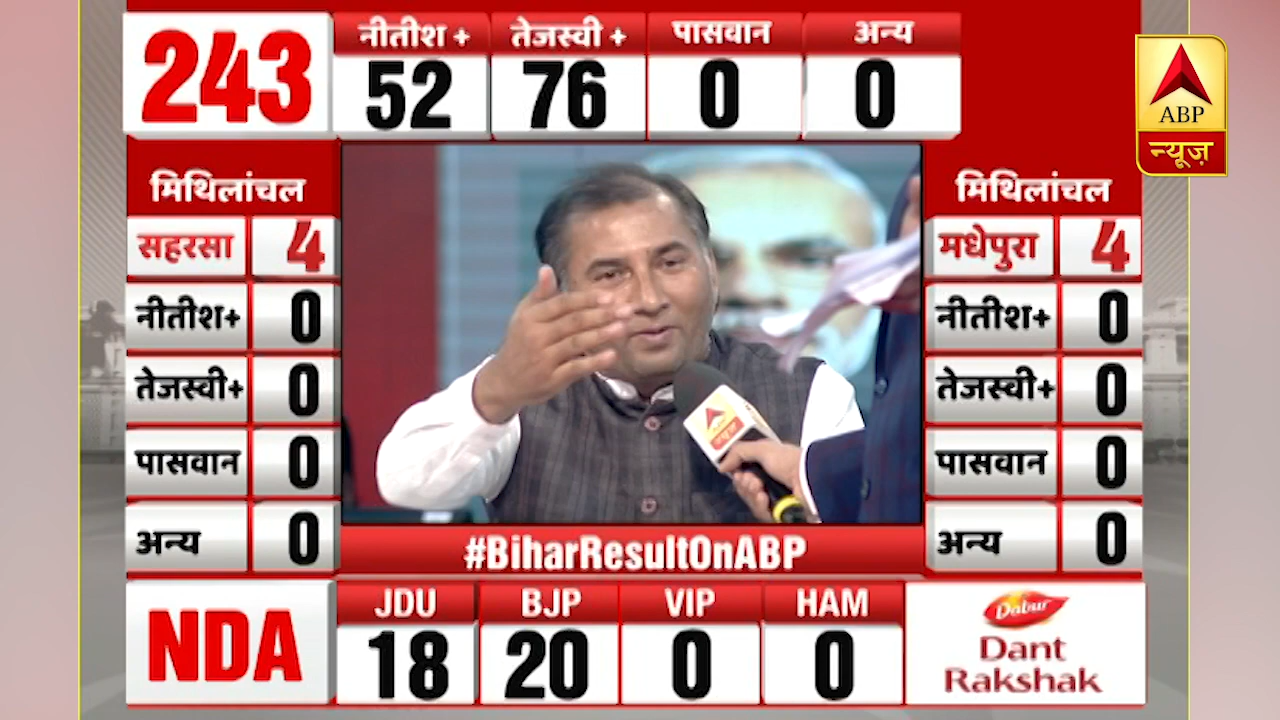 243
नीतीश + तेजस्वी + पासवान अन्य
52 76 0 0
ABP
न्यूज़
मिथिलांचल
सहरसा 4
नीतीश+ 0
तेजस्वी+ 0
पासवान 0
अन्य 0
मिथिलांचल
मधेपुरा 4
नीतीश+ 0
तेजस्वी+ 0
पासवान 0
अन्य 0
न्यूज़
#BiharResultOnABP
NDA
JDU BJP VIP HAM
18 20 0 0
Dabur
Dant
Rakshak